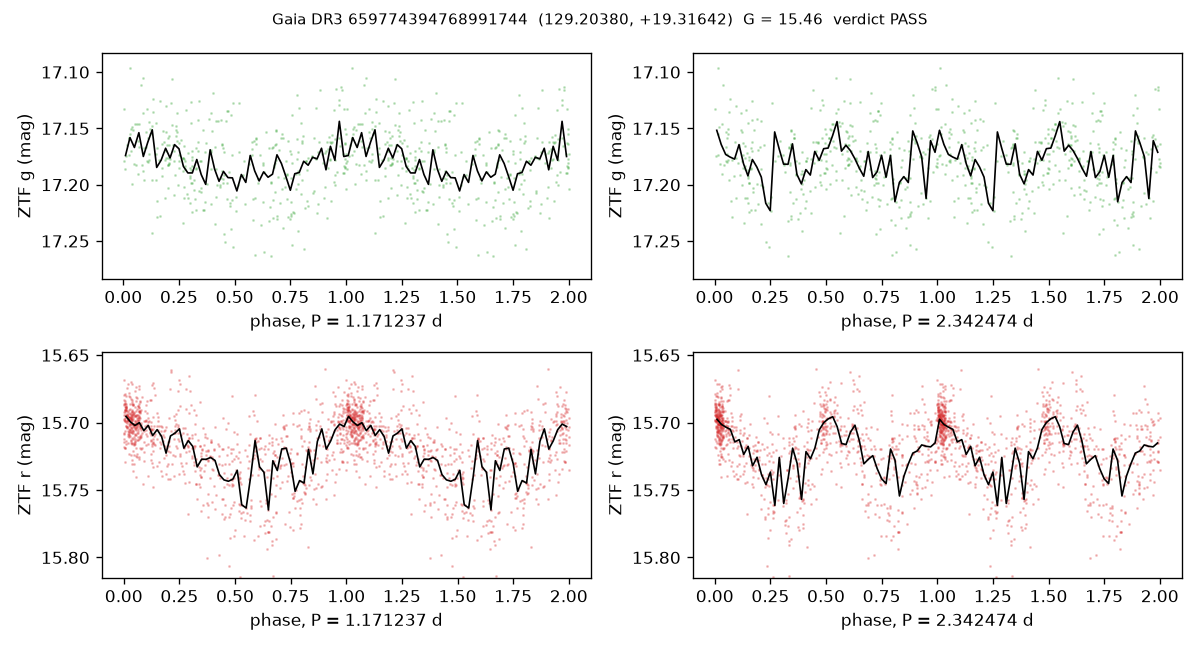 Gaia DR3 659774394768991744 (129.20380, +19.31642) G = 15.46 verdict PASS
17.10
17.15
17.20
17.25
ZTF g (mag)
0.00 0.25 0.50 0.75 1.00 1.25 1.50 1.75 2.00
phase, P = 1.171237 d
17.10
17.15
17.20
17.25
ZTF g (mag)
0.00 0.25 0.50 0.75 1.00 1.25 1.50 1.75 2.00
phase, P = 2.342474 d
15.65
15.70
15.75
15.80
ZTF r (mag)
0.00 0.25 0.50 0.75 1.00 1.25 1.50 1.75 2.00
phase, P = 1.171237 d
15.65
15.70
15.75
15.80
ZTF r (mag)
0.00 0.25 0.50 0.75 1.00 1.25 1.50 1.75 2.00
phase, P = 2.342474 d